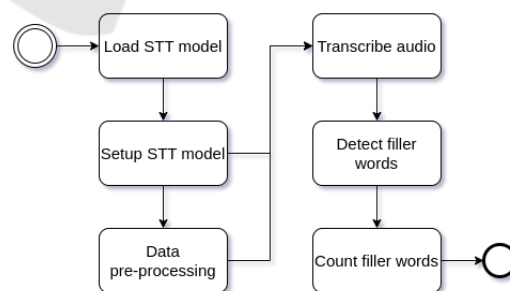 Load STT model
Setup STT model
Data
pre-processing
Transcribe audio
Detect filler
words
Count filler words